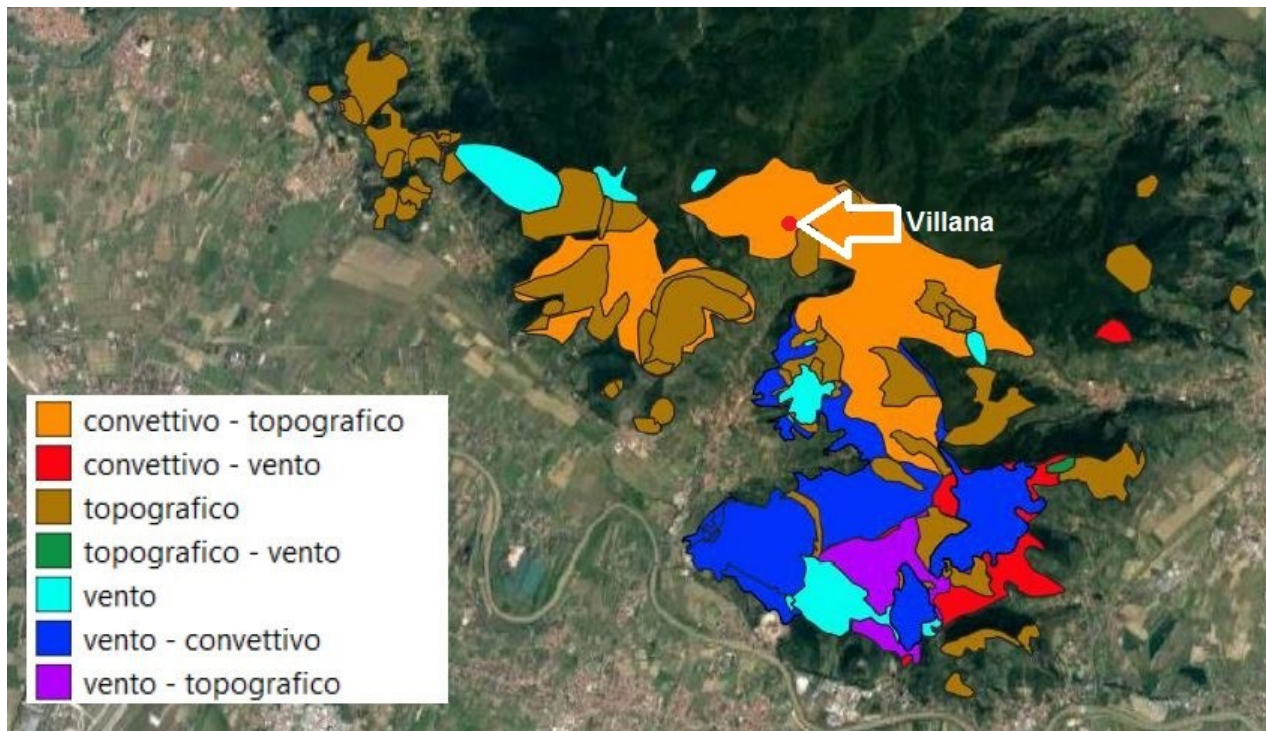 Villana
convettivo - topografico
convettivo - vento
topografico
topografico - vento
vento
vento - convettivo
vento - topografico